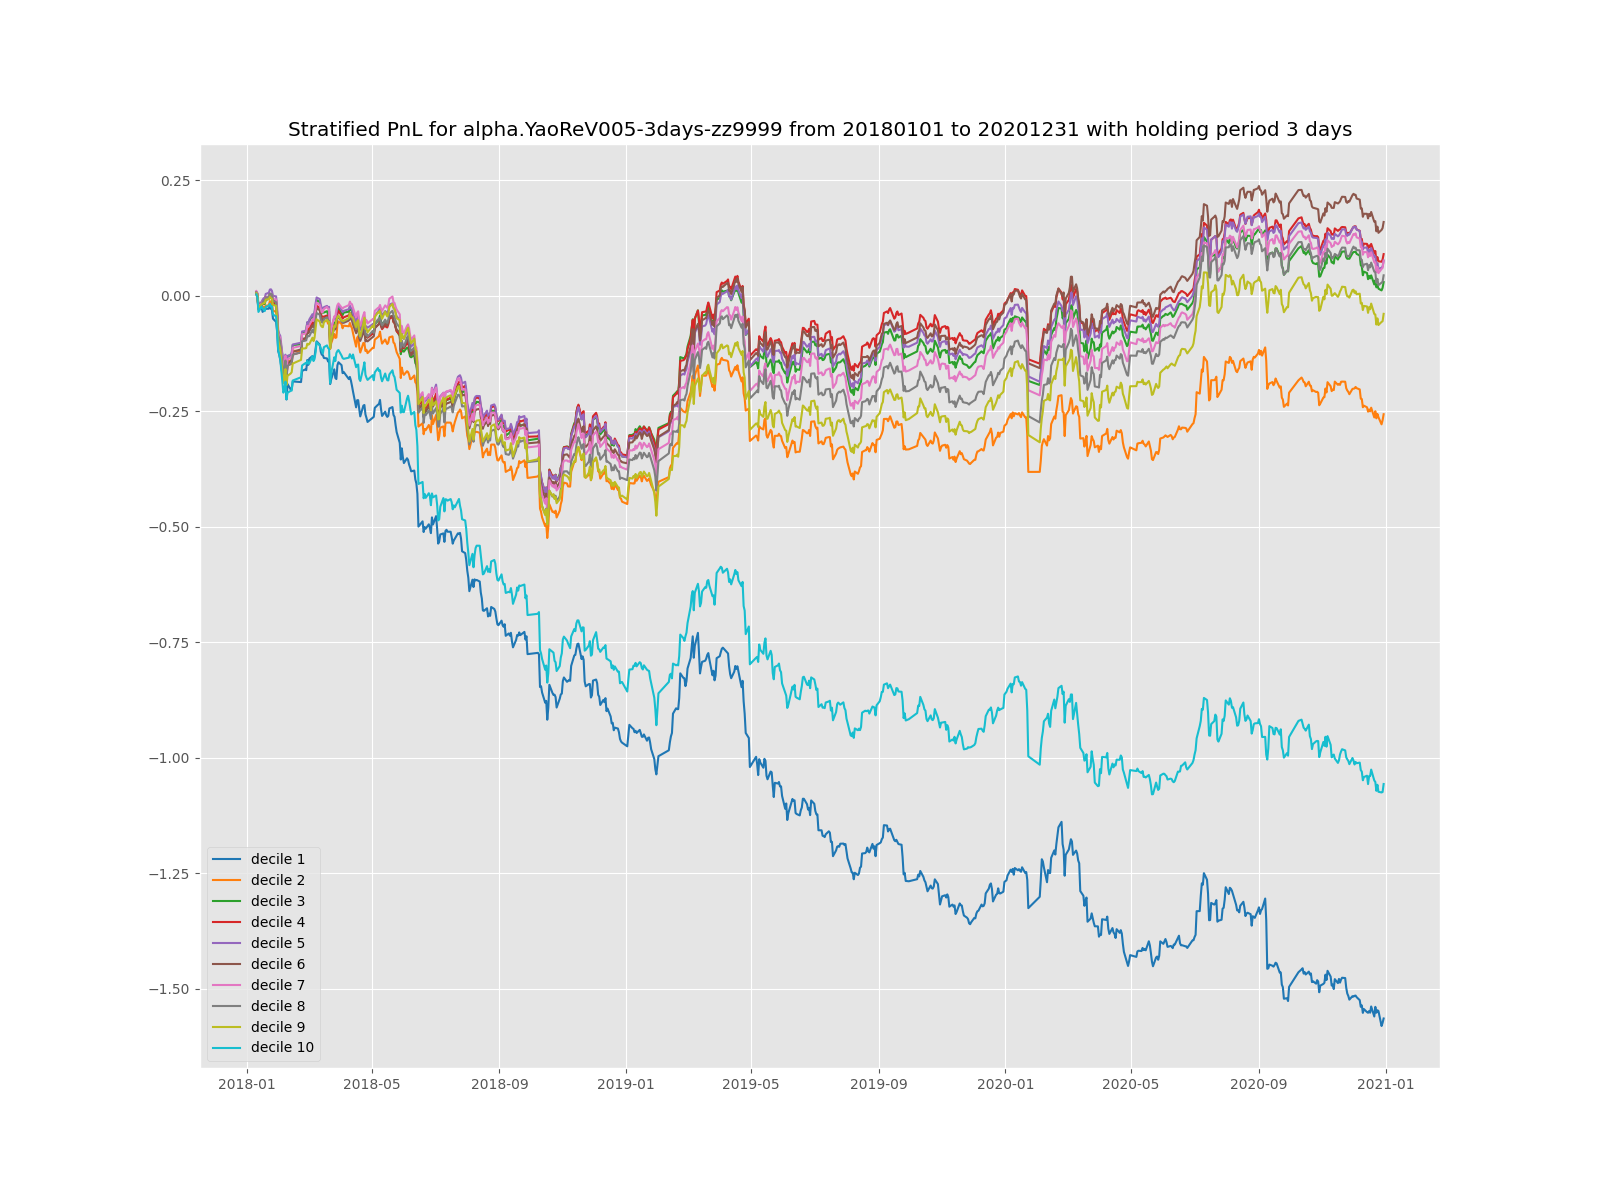 Stratified PnL for alpha.YaoReV005-3days-zz9999 from 20180101 to 20201231 with holding period 3 days
0.25
0.00
−0.25
−0.50
−0.75
−1.00
−1.25
−1.50
decile 1
decile 2
decile 3
decile 4
decile 5
decile 6
decile 7
decile 8
decile 9
decile 10
2018-01 2018-05 2018-09 2019-01 2019-05 2019-09 2020-01 2020-05 2020-09 2021-01